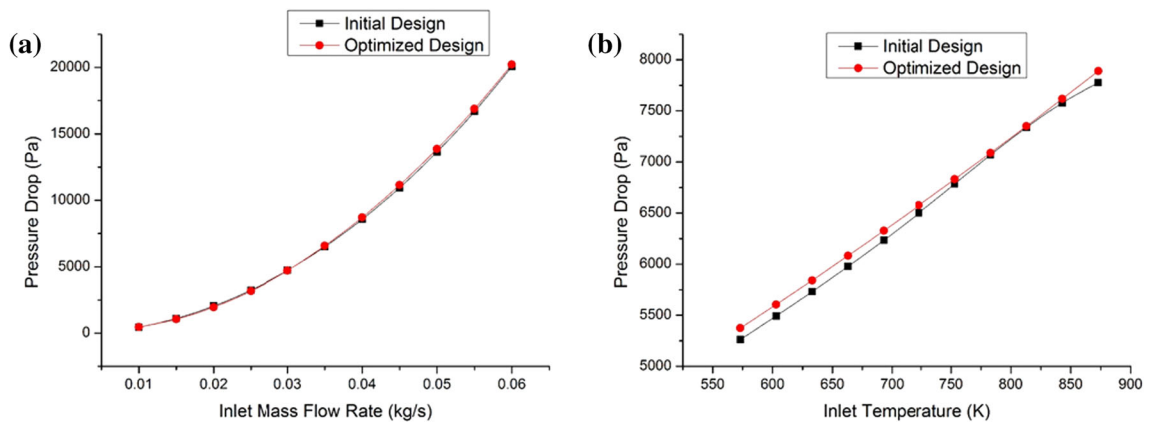 (a)
Initial Design
Optimized Design
20000
15000
10000
5000
0
Pressure Drop (Pa)
0.01 0.02 0.03 0.04 0.05 0.06
Inlet Mass Flow Rate (kg/s)
(b)
Initial Design
Optimized Design
8000
7500
7000
6500
6000
5500
5000
Pressure Drop (Pa)
550 600 650 700 750 800 850 900
Inlet Temperature (K)